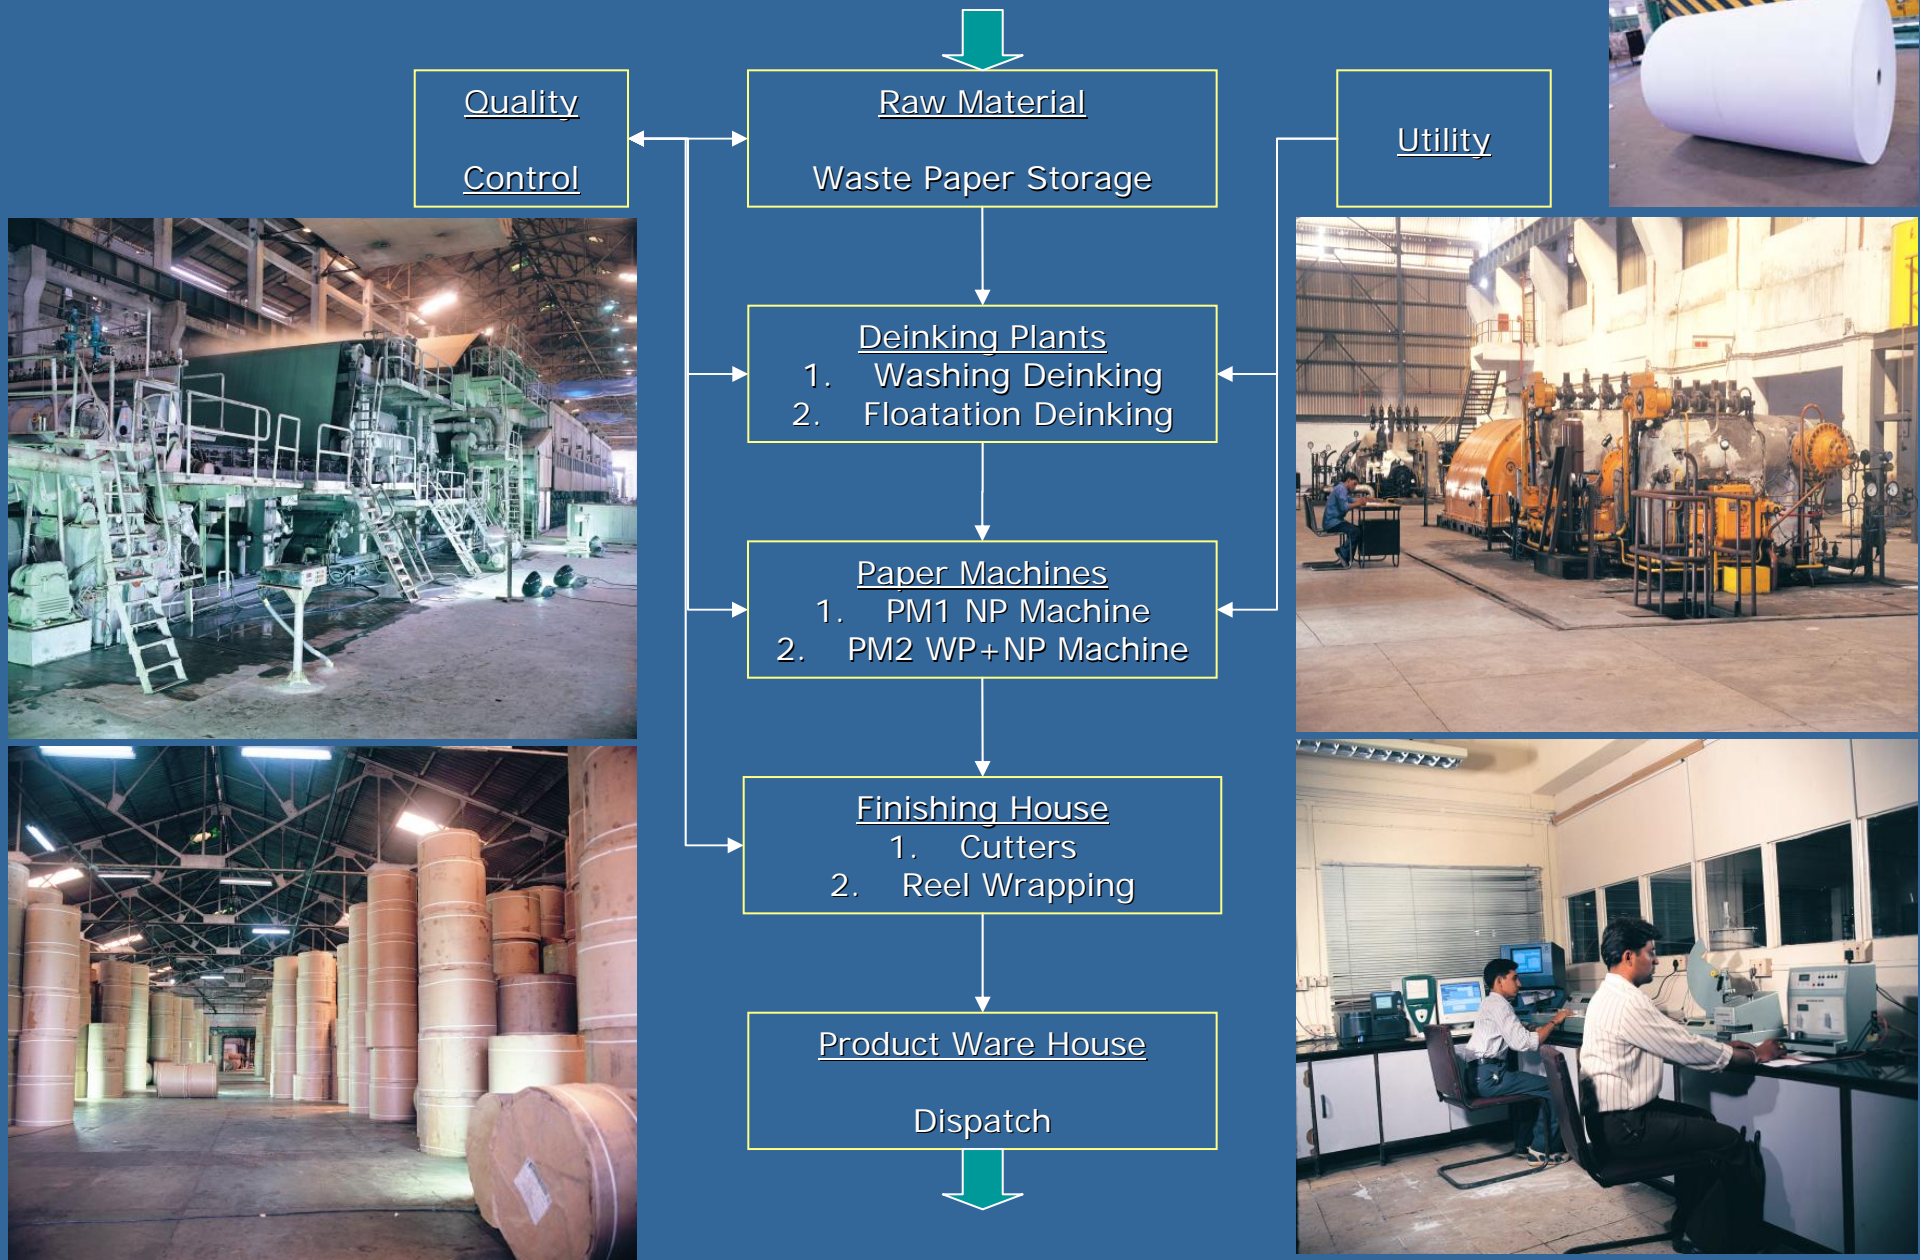 Quality
Control
Raw Material
Waste Paper Storage
Utility
Deinking Plants
1. Washing Deinking
2. Floatation Deinking
Paper Machines
1. PM1 NP Machine
2. PM2 WP+NP Machine
Finishing House
1. Cutters
2. Reel Wrapping
Product Ware House
Dispatch